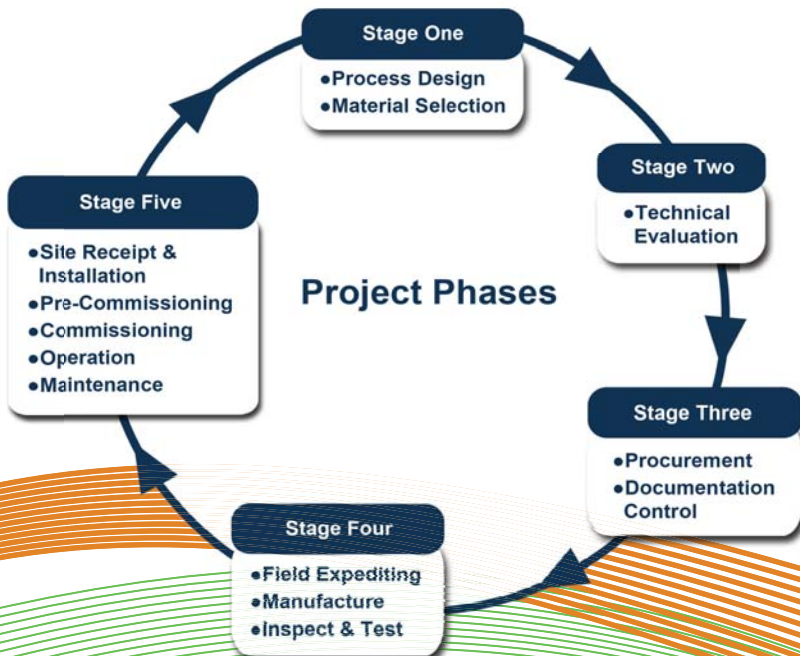 Stage One
●Process Design
●Material Selection
Stage Two
●Technical
Evaluation
Stage Three
●Procurement
●Documentation
Control
Stage Four
●Field Expediting
●Manufacture
●Inspect & Test
Stage Five
●Site Receipt &
Installation
●Pre-Commissioning
●Commissioning
●Operation
●Maintenance
Project Phases